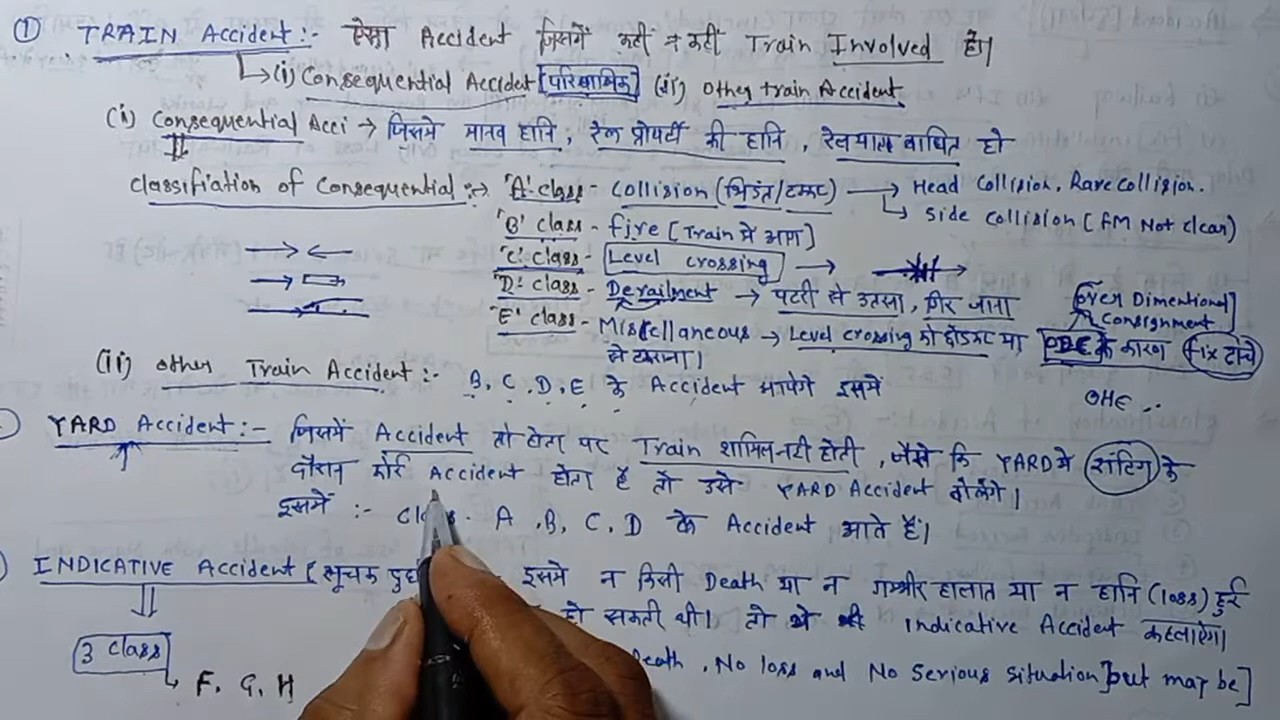 ① TRAIN Accident :- ऐसा Accident जिसमें कहीं न कहीं Train Involved है।
(i) Consequential Accident [परिणामिक] (ii) Other train Accident
(i) Consequential Acci → जिसमे मानव हानि, रेल प्रोपर्टी की हानि, रेलयातल बाधित हो
Classifiation of Consequential :→ 'A' class - Collision (भिडंत/टक्कर) → Head Collision, Rare Collision.
Side Collision (FM Not clear)
'B' class - fire [Train मे आग]
'C' class - Level crossing →
'D' class - Derailment → पटरी से उतरना, गिर जाना
[Over Dimentional Consignment]
'E' class - Miscellaneous → Level crossing को छोडकर या ODC के कारण Fix ढांचे
से टकराना।
OHE ..
(ii) other Train Accident :- B, C, D, E के Accident आयेगे इसमे
YARD Accident :- जिसमें Accident तो होता पर Train शामिल नहीं होती, जैसे कि YARD मे शंटिग के
दौरान कोई Accident होता है तो उसे YARD Accident बोलेंगे।
इसमें :- A, B, C, D के Accident आते हैं।
INDICATIVE Accident [सूचक इसमे न किसी Death या न गम्भीर हालात या न हानि (loss) हुई
हो सकती थी। तो Indicative Accident कहलाऐगा।
3 Class
Death, No loss and No Serious situation] but may be]
F, G, H